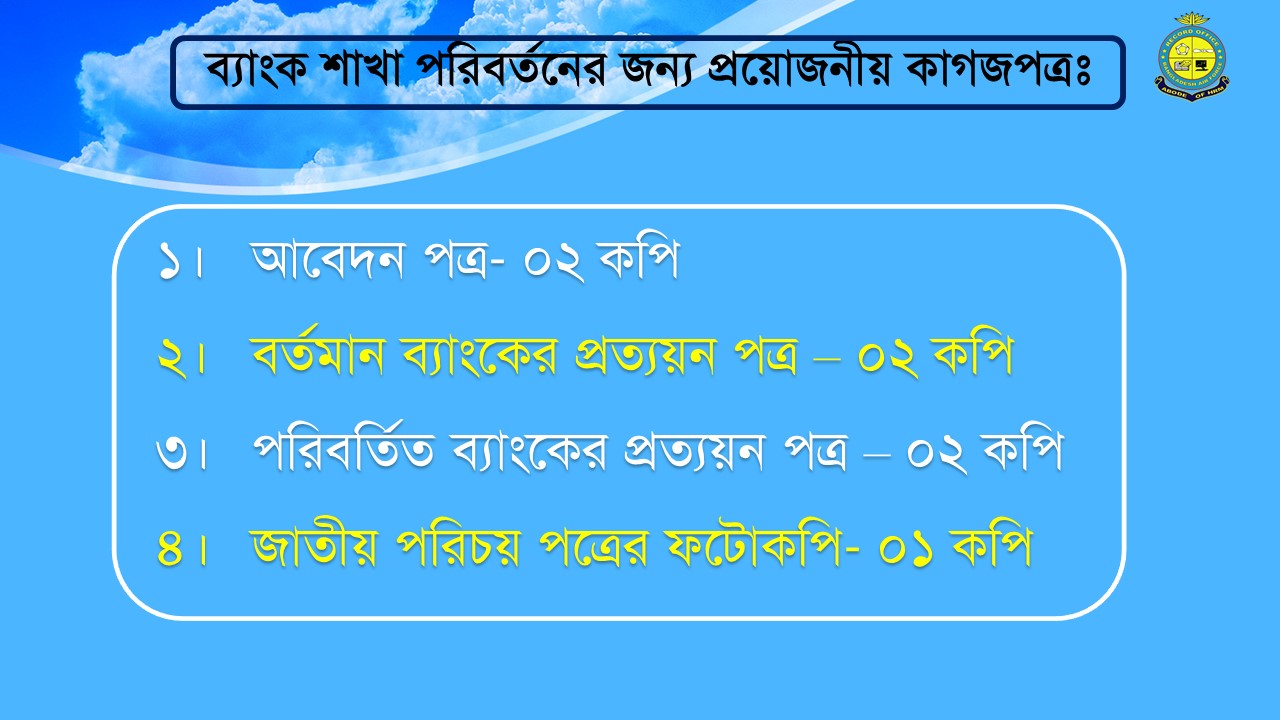 ব্যাংক শাখা পরিবর্তনের জন্য প্রয়োজনীয় কাগজপত্রঃ
RECORD OFFICE
BANGLADESH AIR FORCE
ABODE OF HRM
১। আবেদন পত্র- ০২ কপি
২। বর্তমান ব্যাংকের প্রত্যয়ন পত্র – ০২ কপি
৩। পরিবর্তিত ব্যাংকের প্রত্যয়ন পত্র – ০২ কপি
৪। জাতীয় পরিচয় পত্রের ফটোকপি- ০১ কপি